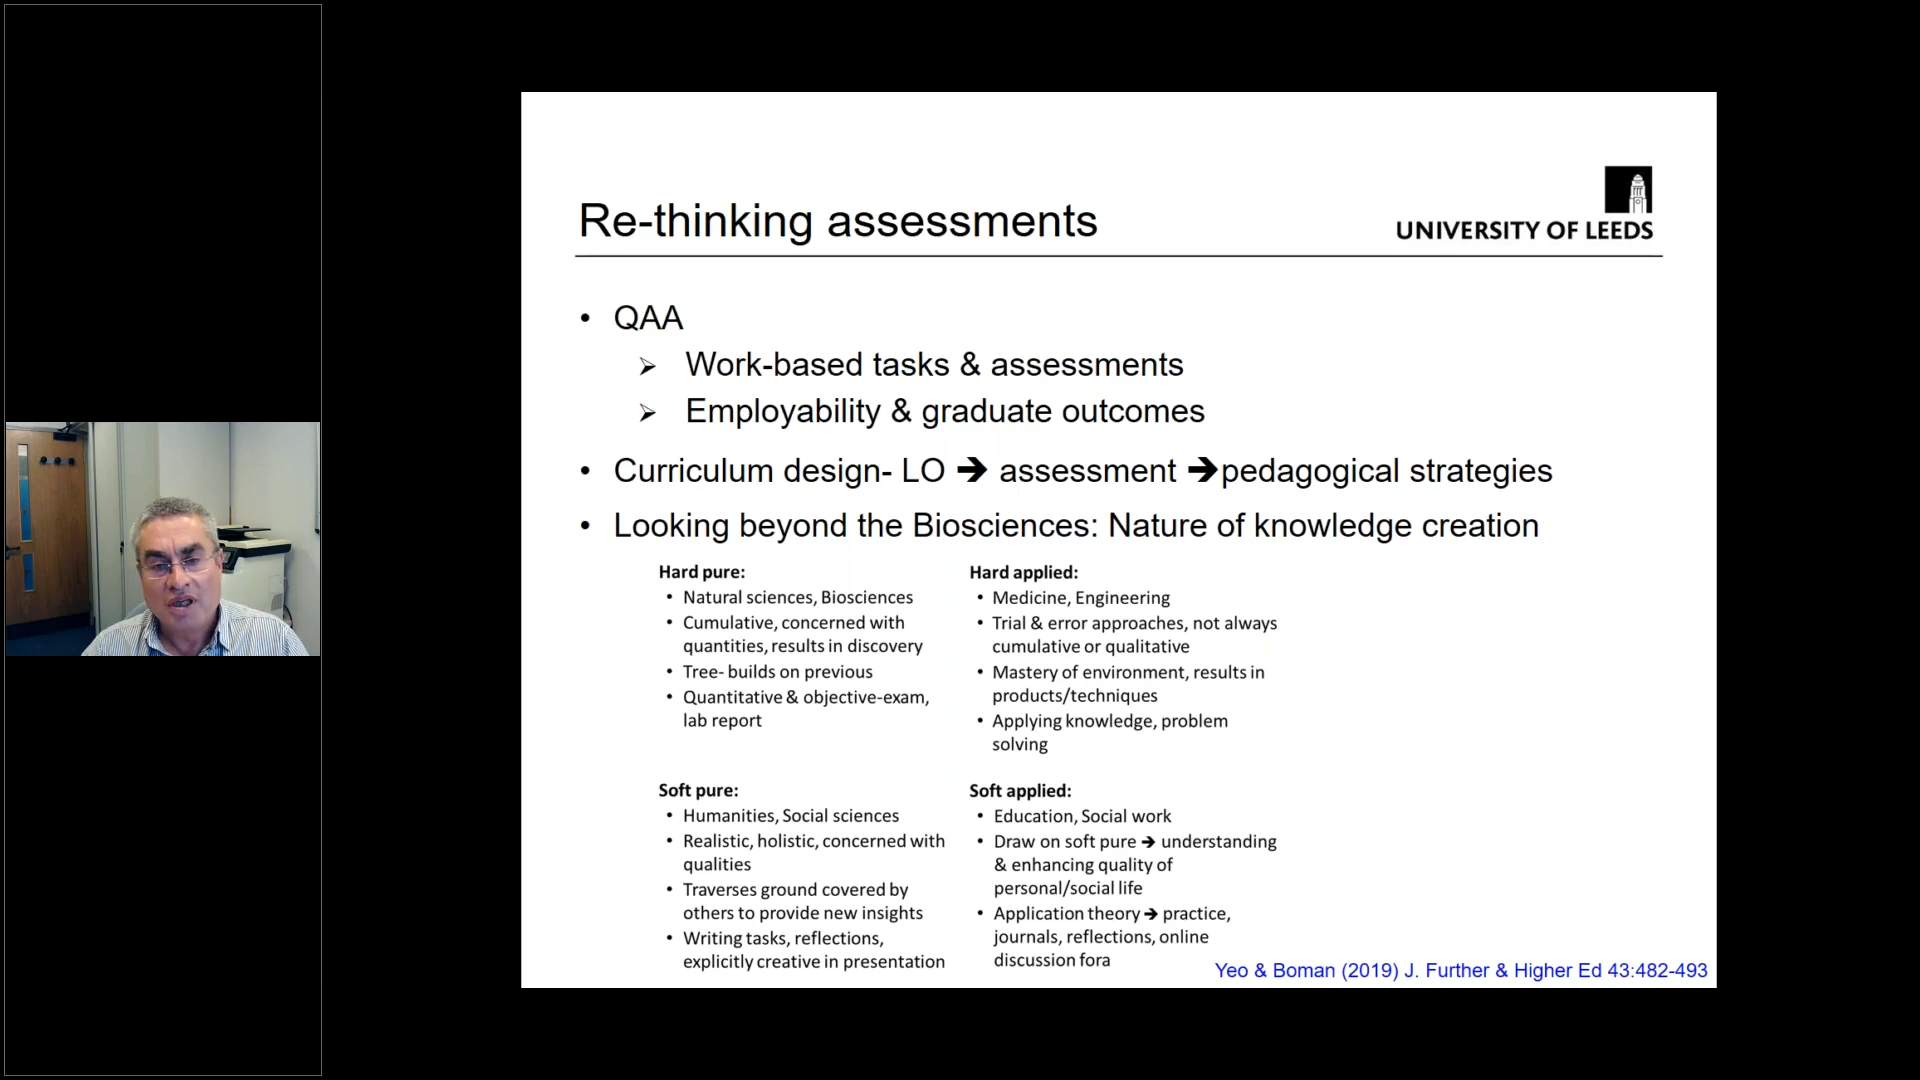 Re-thinking assessments
UNIVERSITY OF LEEDS
• QAA
➢ Work-based tasks & assessments
➢ Employability & graduate outcomes
• Curriculum design- LO ➔ assessment ➔pedagogical strategies
• Looking beyond the Biosciences: Nature of knowledge creation
Hard pure:
• Natural sciences, Biosciences
• Cumulative, concerned with
quantities, results in discovery
• Tree- builds on previous
• Quantitative & objective-exam,
lab report
Hard applied:
• Medicine, Engineering
• Trial & error approaches, not always
cumulative or qualitative
• Mastery of environment, results in
products/techniques
• Applying knowledge, problem
solving
Soft pure:
• Humanities, Social sciences
• Realistic, holistic, concerned with
qualities
• Traverses ground covered by
others to provide new insights
• Writing tasks, reflections,
explicitly creative in presentation
Soft applied:
• Education, Social work
• Draw on soft pure ➔ understanding
& enhancing quality of
personal/social life
• Application theory ➔ practice,
journals, reflections, online
discussion fora
Yeo & Boman (2019) J. Further & Higher Ed 43:482-493